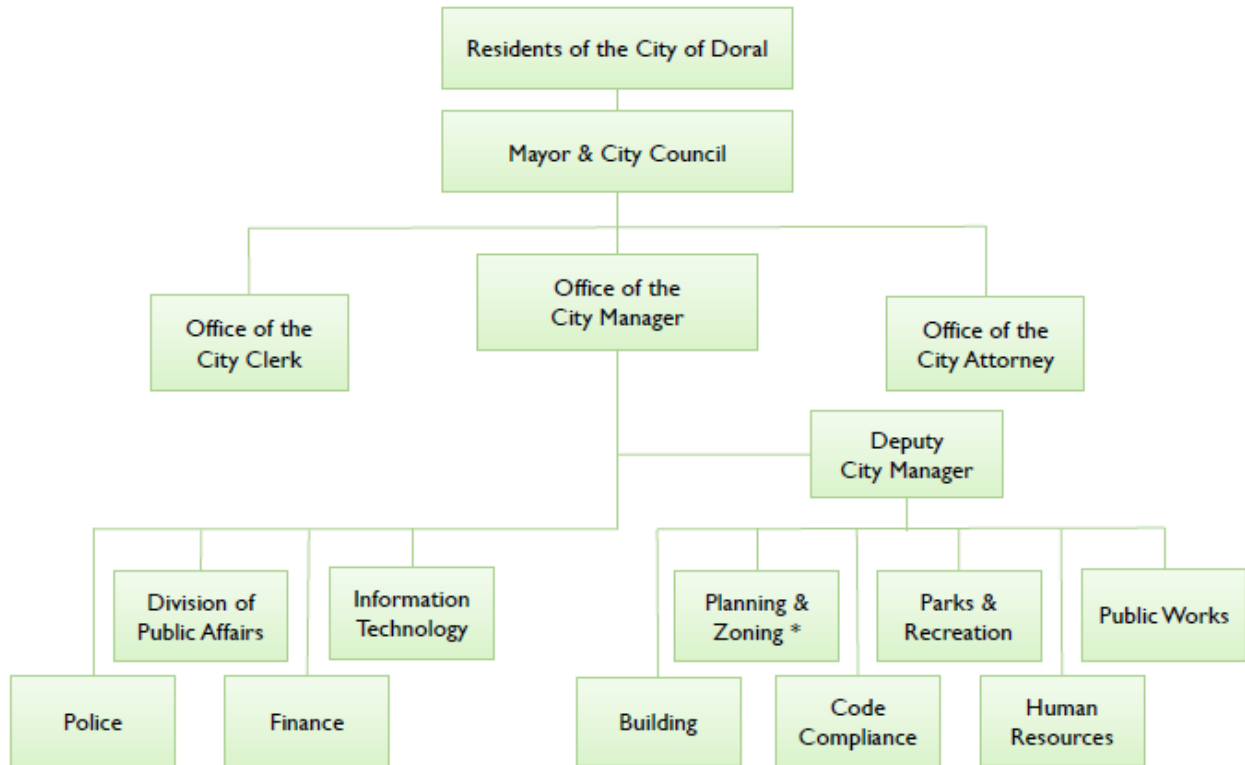 Residents of the City of Doral
Mayor & City Council
Office of the
City Manager
Office of the
City Clerk
Office of the
City Attorney
Deputy
City Manager
Division of
Public Affairs
Information
Technology
Planning &
Zoning *
Parks &
Recreation
Public Works
Police
Finance
Building
Code
Compliance
Human
Resources